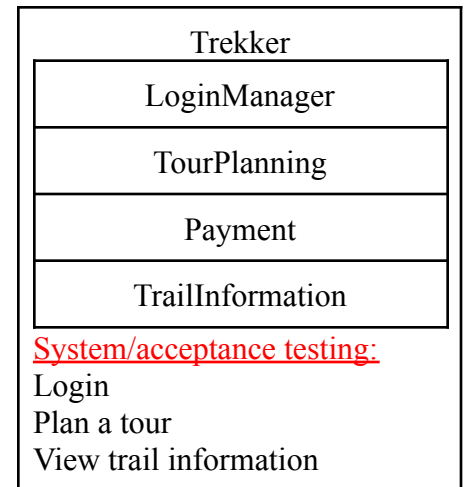 Trekker
LoginManager
TourPlanning
Payment
TrailInformation
System/acceptance testing:
Login
Plan a tour
View trail information